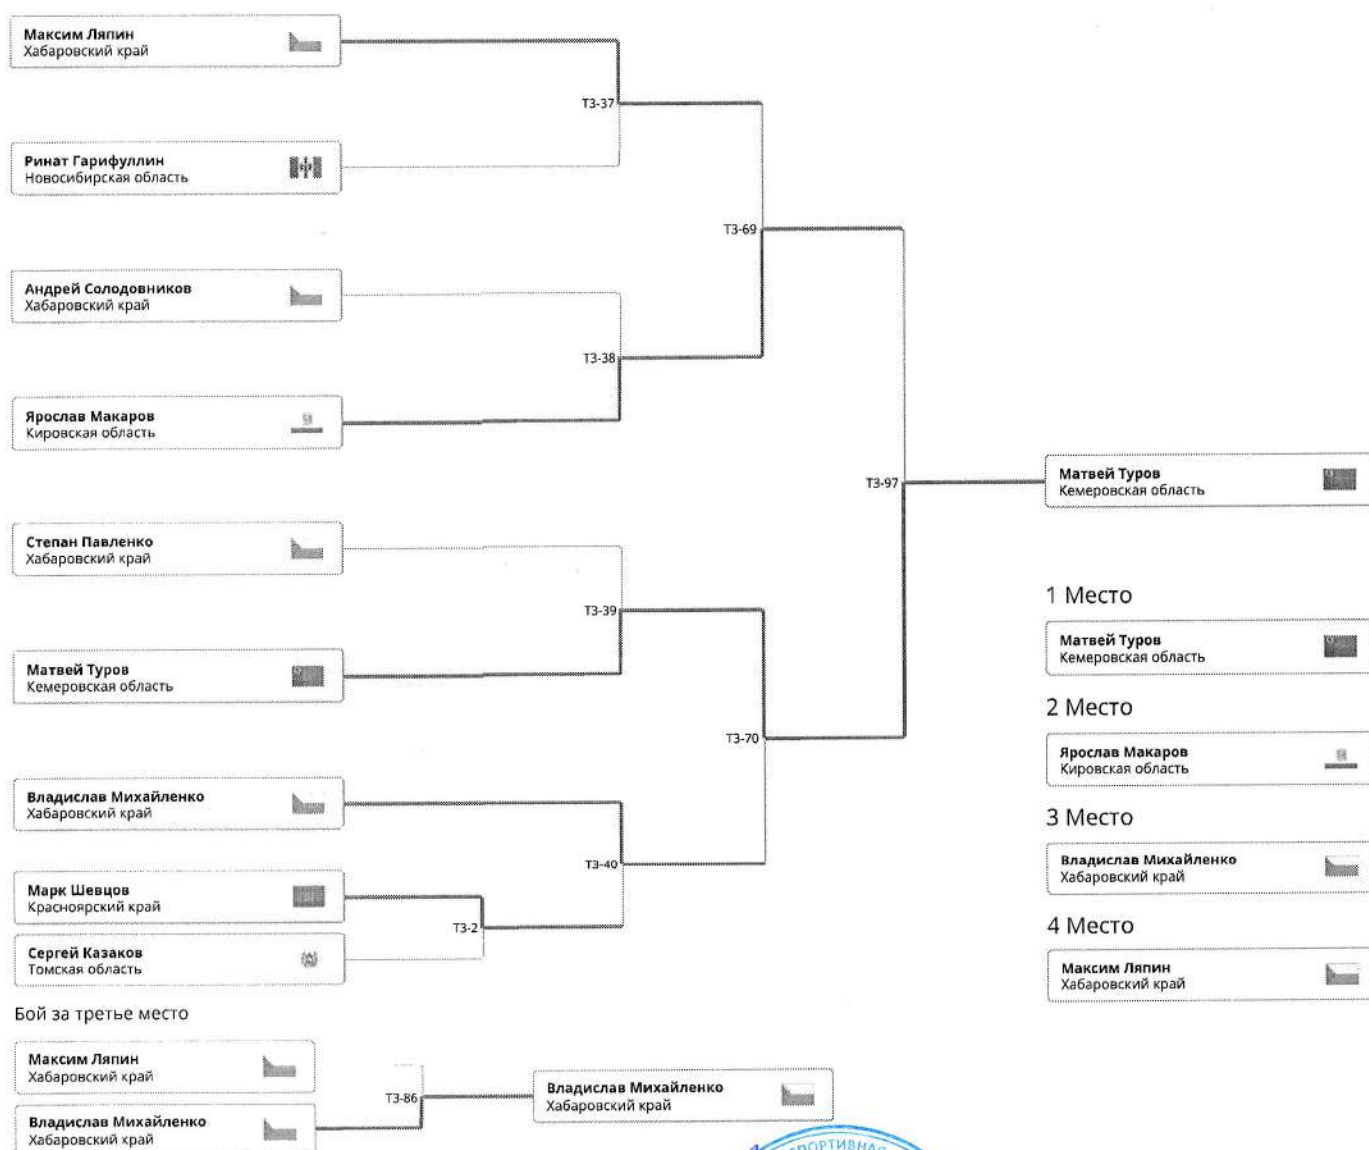 Максим Ляпин
Хабаровский край
ТЗ-37
Ринат Гарифуллин
Новосибирская область
ТЗ-69
Андрей Солодовников
Хабаровский край
ТЗ-38
Ярослав Макаров
Кировская область
ТЗ-97
Матвей Туров
Кемеровская область
Степан Павленко
Хабаровский край
ТЗ-39
Матвей Туров
Кемеровская область
ТЗ-70
Владислав Михайленко
Хабаровский край
ТЗ-40
Марк Шевцов
Красноярский край
ТЗ-2
Сергей Казаков
Томская область
1 Место
Матвей Туров
Кемеровская область
2 Место
Ярослав Макаров
Кировская область
3 Место
Владислав Михайленко
Хабаровский край
4 Место
Максим Ляпин
Хабаровский край
Бой за третье место
Максим Ляпин
Хабаровский край
ТЗ-86
Владислав Михайленко
Хабаровский край
Владислав Михайленко
Хабаровский край